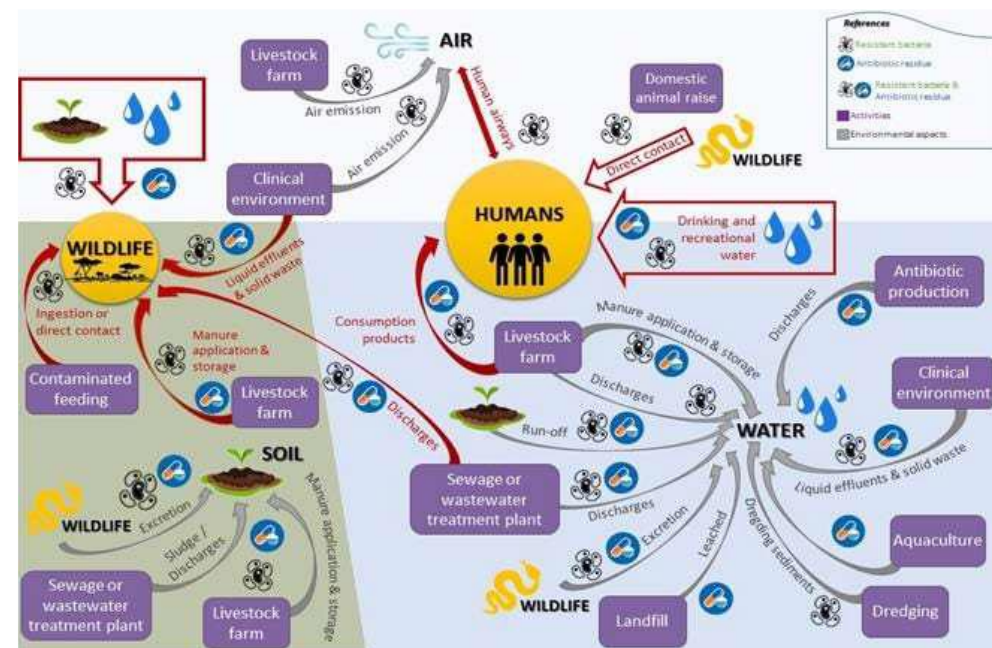 References
Resistent bacteria
Antibiotic residue
Resistent bacteria &
Antibiotic residue
Activities
Environmental aspects
Livestock
farm
AIR
Air emission
Air emission
Human airways
Domestic
animal raise
Direct contact
WILDLIFE
Clinical
environment
HUMANS
Drinking and
recreational
water
WILDLIFE
Liquid effluents
& solid waste
Ingestion or
direct contact
Manure
application &
storage
Contaminated
feeding
Livestock
farm
Discharges
Consumption
products
Livestock
farm
Manure application & storage
Discharges
Discharges
Antibiotic
production
Clinical
environment
Run-off
WATER
Liquid effluents & solid waste
Sewage or
wastewater
treatment plant
Discharges
Excretion
WILDLIFE
Leached
Landfill
Dregding sediments
Aquaculture
Dredging
SOIL
WILDLIFE
Excretion
Sludge /
Discharges
Manure application & storage
Sewage or
wastewater
treatment plant
Livestock
farm